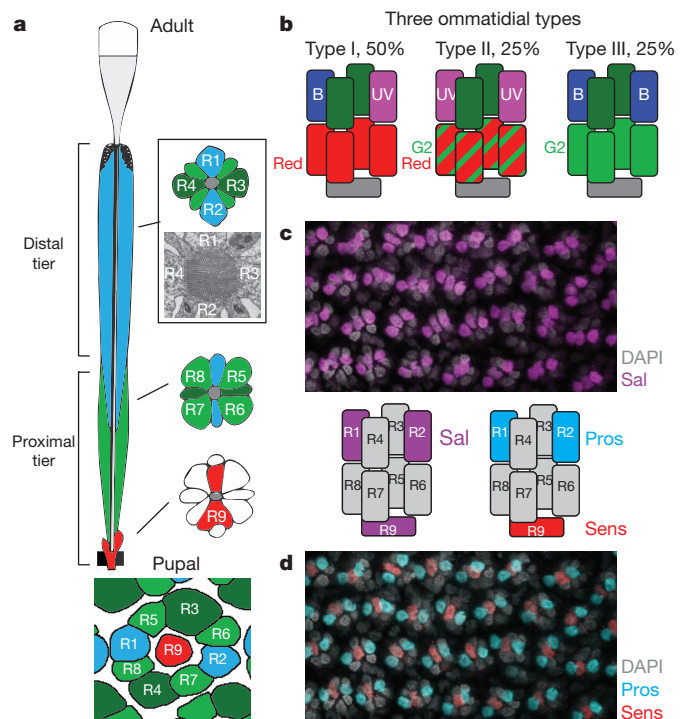 a
Adult
Distal
tier
R1
R4
R3
R2
R1
R4
R3
R2
R8
R5
R7
R6
Proximal
tier
R9
Pupal
R3
R5
R6
R1
R9
R2
R8
R7
R4
b
Three ommatidial types
Type I, 50%
Type II, 25%
Type III, 25%
B
UV
UV
UV
B
B
Red
G2
Red
G2
c
DAPI
Sal
R1
R3
R2
R4
Sal
R8
R5
R6
R7
R9
R1
R3
R2
R4
Pros
R8
R5
R6
R7
R9
Sens
d
DAPI
Pros
Sens